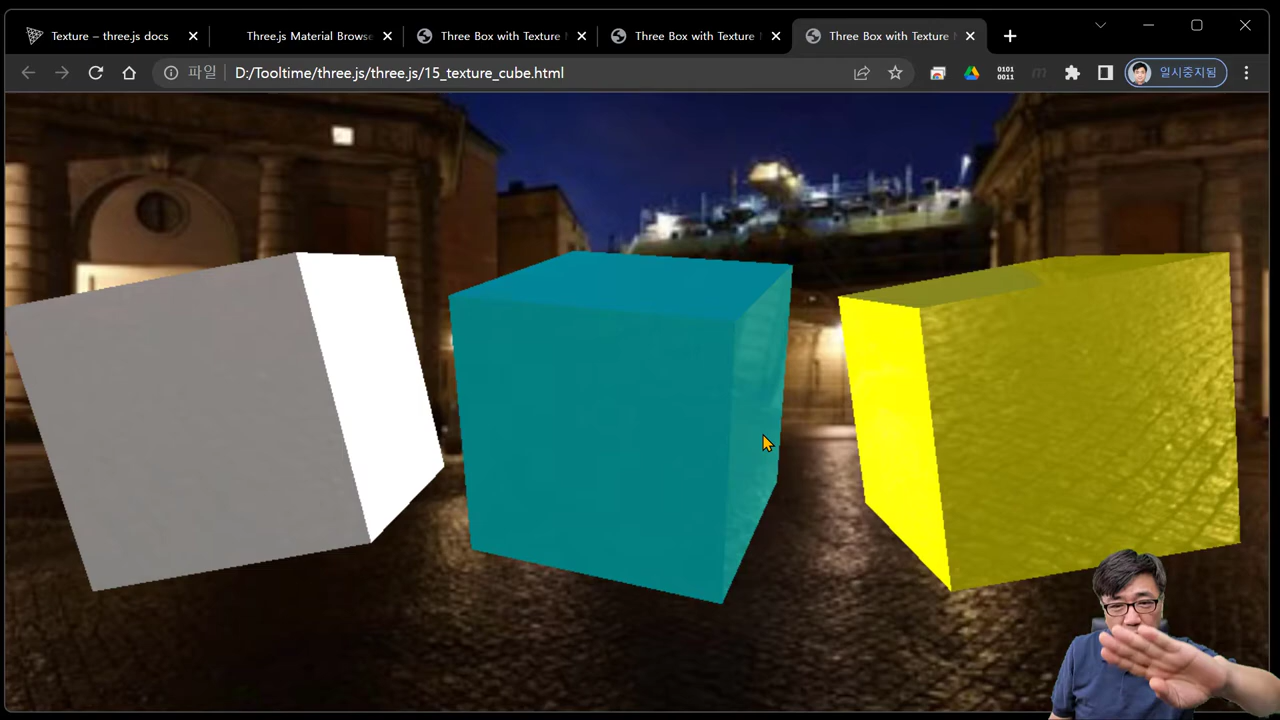 Texture – three.js docs
Three.js Material Browse
Three Box with Texture
Three Box with Texture
Three Box with Texture
파일
D:/Tooltime/three.js/three.js/15_texture_cube.html
0101
0011
m
일시중지됨